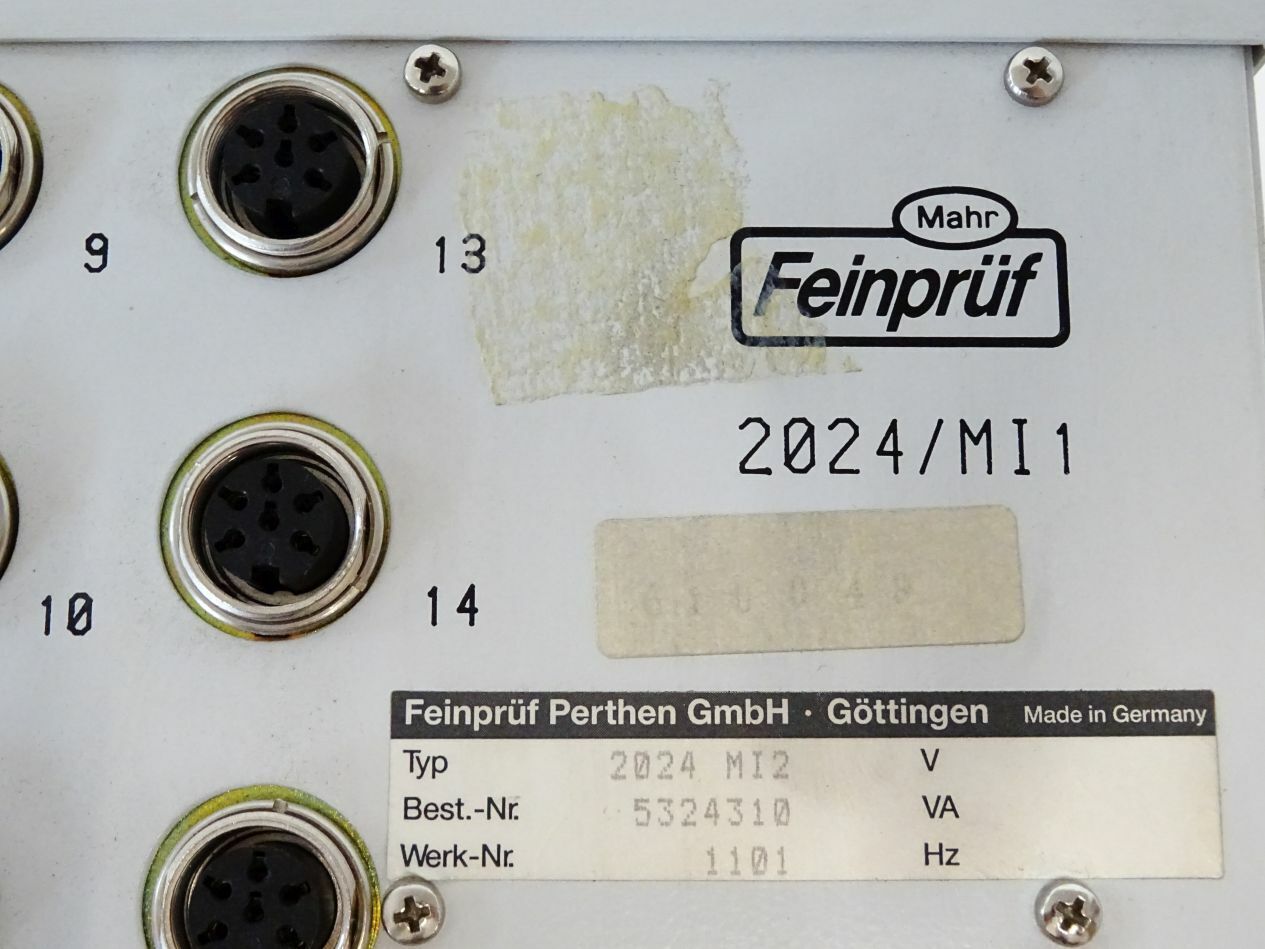 9
13
Mahr
Feinprüf
2024/MI1
10
14
Feinprüf Perthen GmbH · Göttingen Made in Germany
Typ 2024 MI2 V
Best.-Nr. 5324310 VA
Werk-Nr. 1101 Hz